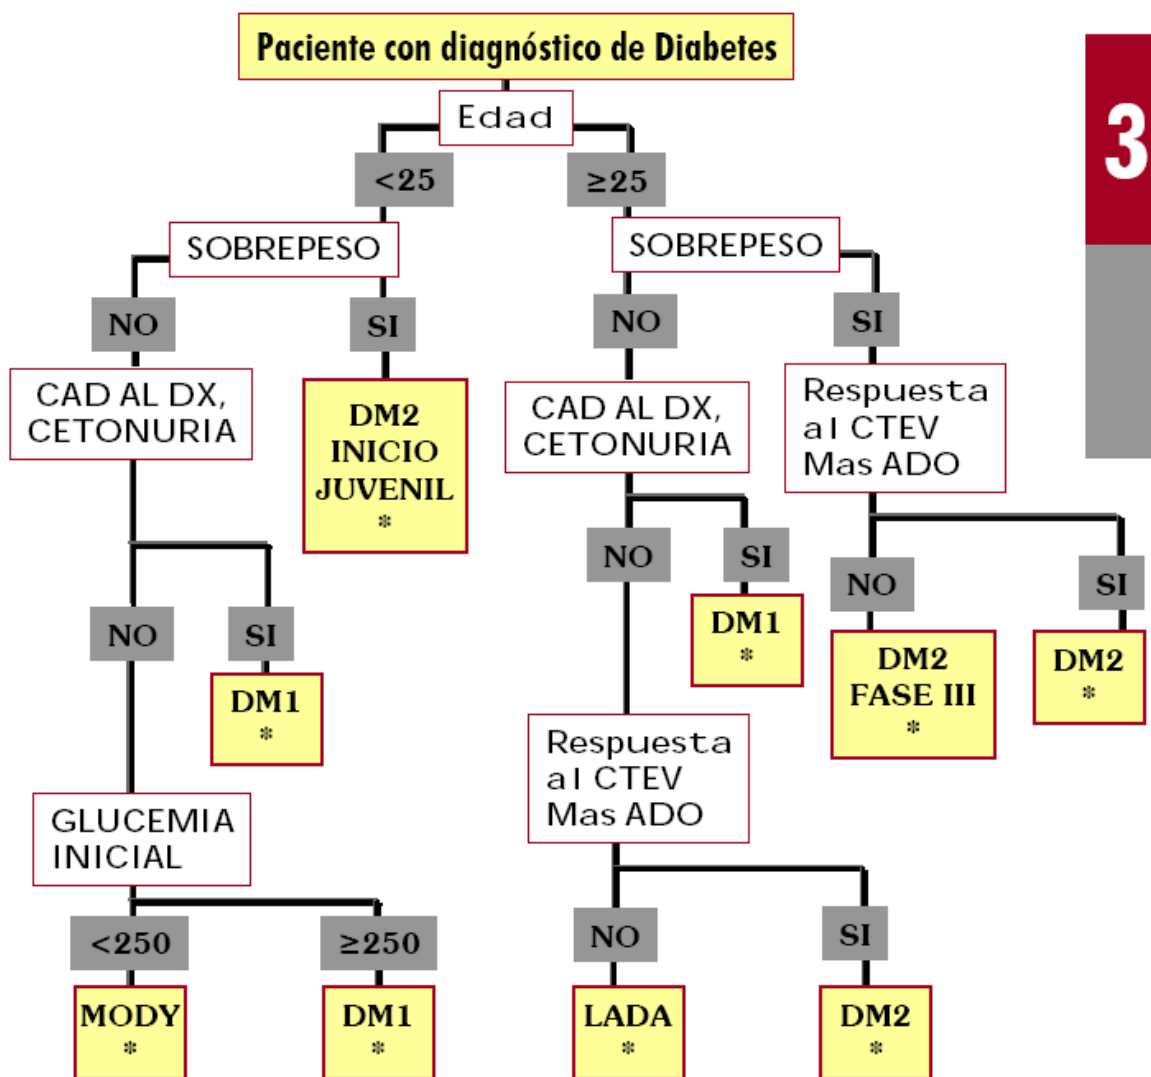 Paciente con diagnóstico de Diabetes
3
Edad
<25
≥25
SOBREPESO
SOBREPESO
NO
SI
NO
SI
CAD AL DX,
CETONURIA
DM2
INICIO
JUVENIL
*
CAD AL DX,
CETONURIA
Respuesta
al CTEV
Mas ADO
NO
SI
NO
SI
NO
SI
DM1
*
DM1
*
DM2
FASE III
*
DM2
*
GLUCEMIA
INICIAL
Respuesta
al CTEV
Mas ADO
<250
≥250
NO
SI
MODY
*
DM1
*
LADA
*
DM2
*